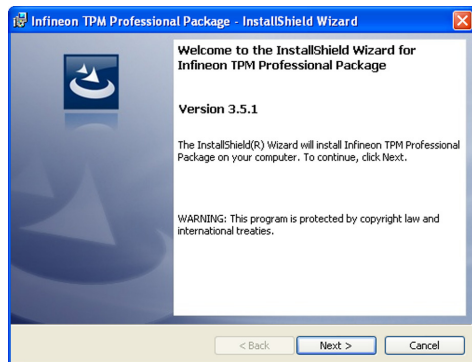 Infineon TPM Professional Package - InstallShield Wizard
Welcome to the InstallShield Wizard for
Infineon TPM Professional Package
Version 3.5.1
The InstallShield(R) Wizard will install Infineon TPM Professional
Package on your computer. To continue, click Next.
WARNING: This program is protected by copyright law and
international treaties.
< Back Next > Cancel